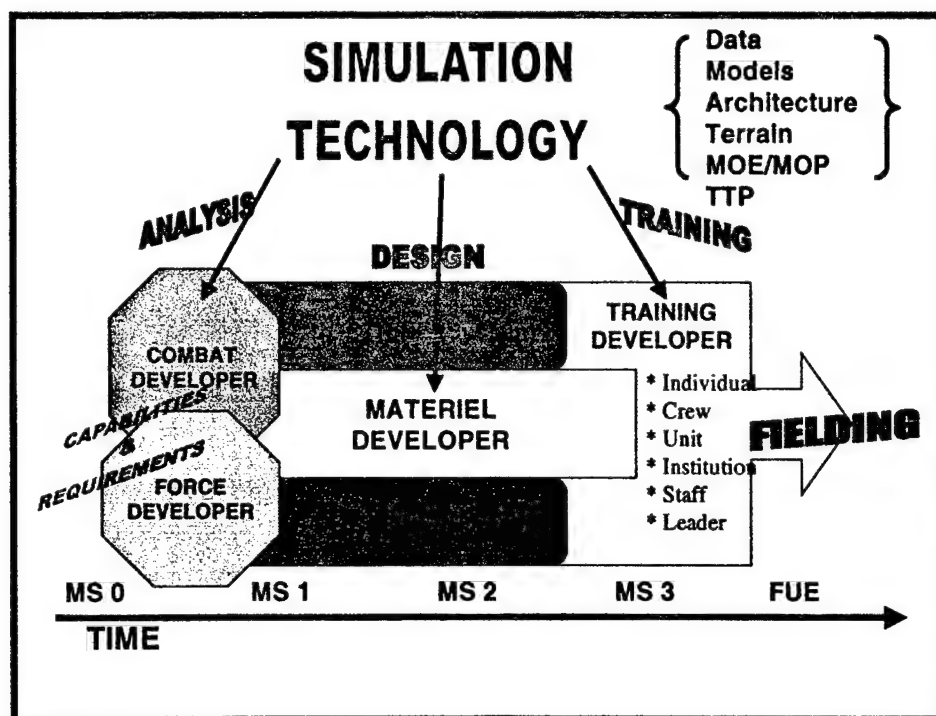 SIMULATION
TECHNOLOGY
Data
Models
Architecture
Terrain
MOE/MOP
TTP
ANALYSIS
DESIGN
TRAINING
COMBAT
DEVELOPER
CAPABILITIES
&
REQUIREMENTS
FORCE
DEVELOPER
MATERIEL
DEVELOPER
TRAINING
DEVELOPER
* Individual
* Crew
* Unit
* Institution
* Staff
* Leader
FIELDING
MS 0 MS 1 MS 2 MS 3 FUE
TIME